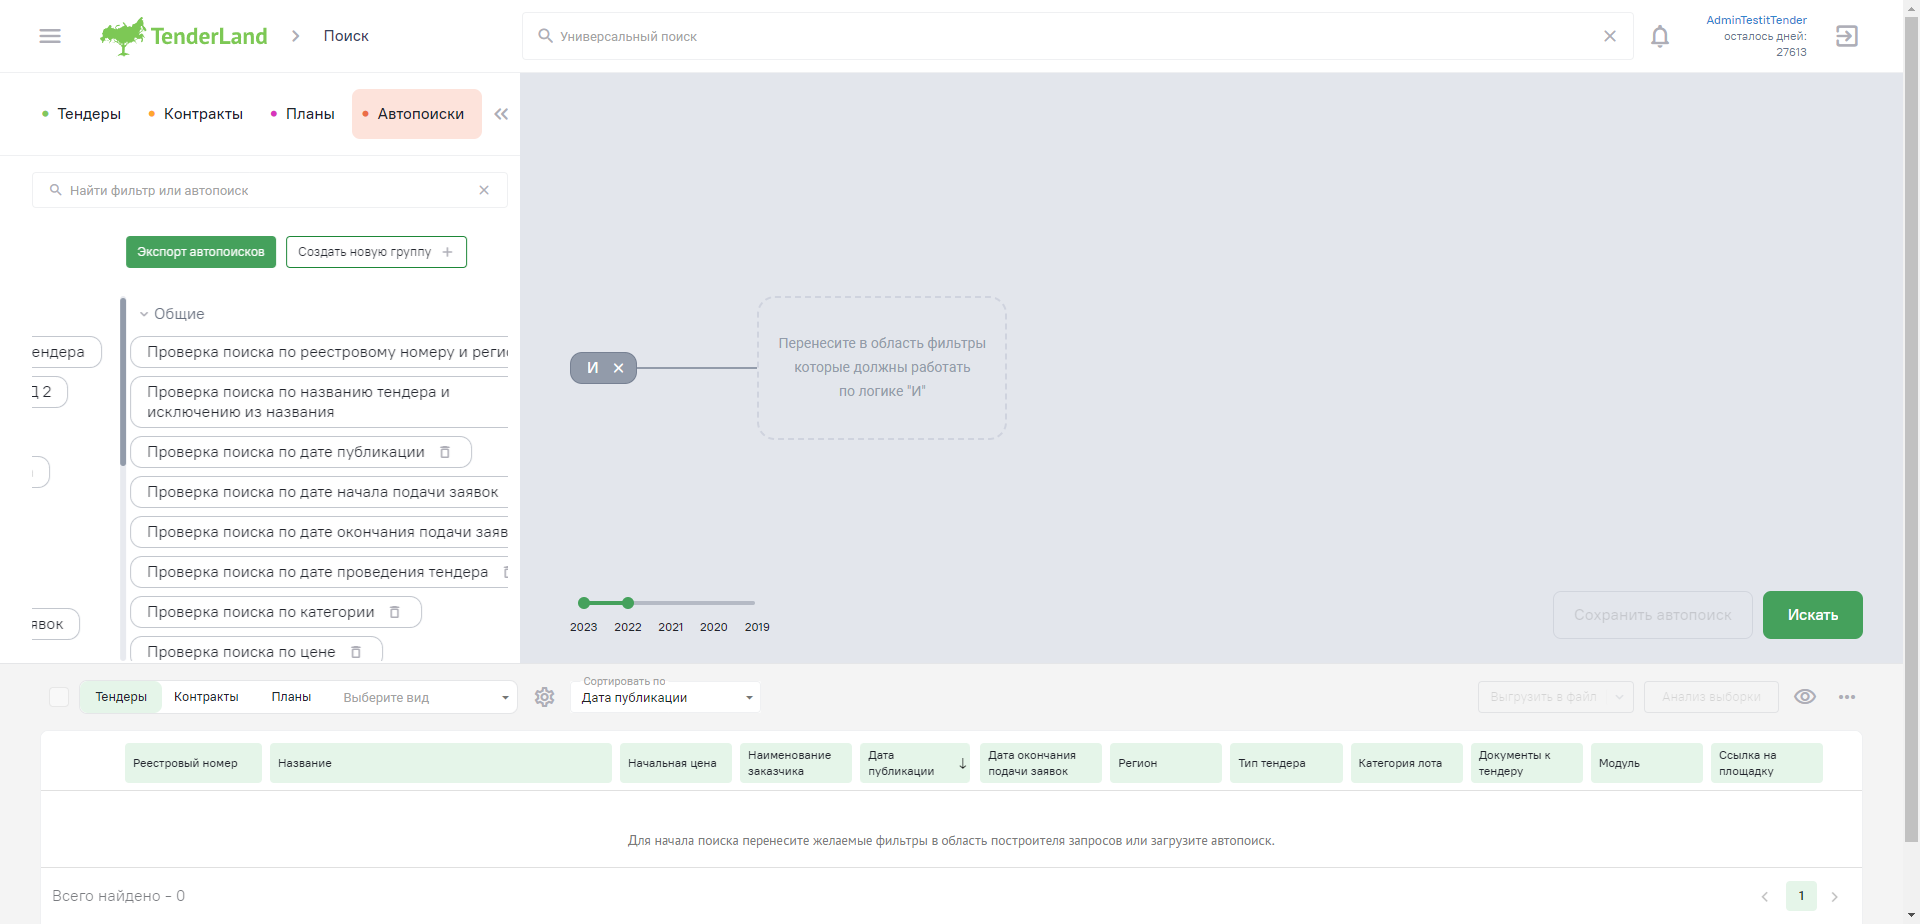 TenderLand
Поиск
Универсальный поиск
AdminTestitTender
осталось дней:
27613
Тендеры
Контракты
Планы
Автопоиски
Найти фильтр или автопоиск
Экспорт автопоисков
Создать новую группу
Общие
ендера
Проверка поиска по реестровому номеру и реги
Д 2
Проверка поиска по названию тендера и
исключению из названия
Проверка поиска по дате публикации
Проверка поиска по дате начала подачи заявок
Проверка поиска по дате окончания подачи заяв
Проверка поиска по дате проведения тендера
Проверка поиска по категории
явок
Проверка поиска по цене
И
Перенесите в область фильтры
которые должны работать
по логике "И"
2023
2022
2021
2020
2019
Сохранить автопоиск
Искать
Тендеры
Контракты
Планы
Выберите вид
Сортировать по
Дата публикации
Выгрузить в файл
Анализ выборки
Реестровый номер
Название
Начальная цена
Наименование
заказчика
Дата
публикации
Дата окончания
подачи заявок
Регион
Тип тендера
Категория лота
Документы к
тендеру
Модуль
Ссылка на
площадку
Для начала поиска перенесите желаемые фильтры в область построителя запросов или загрузите автопоиск.
Всего найдено - 0
1